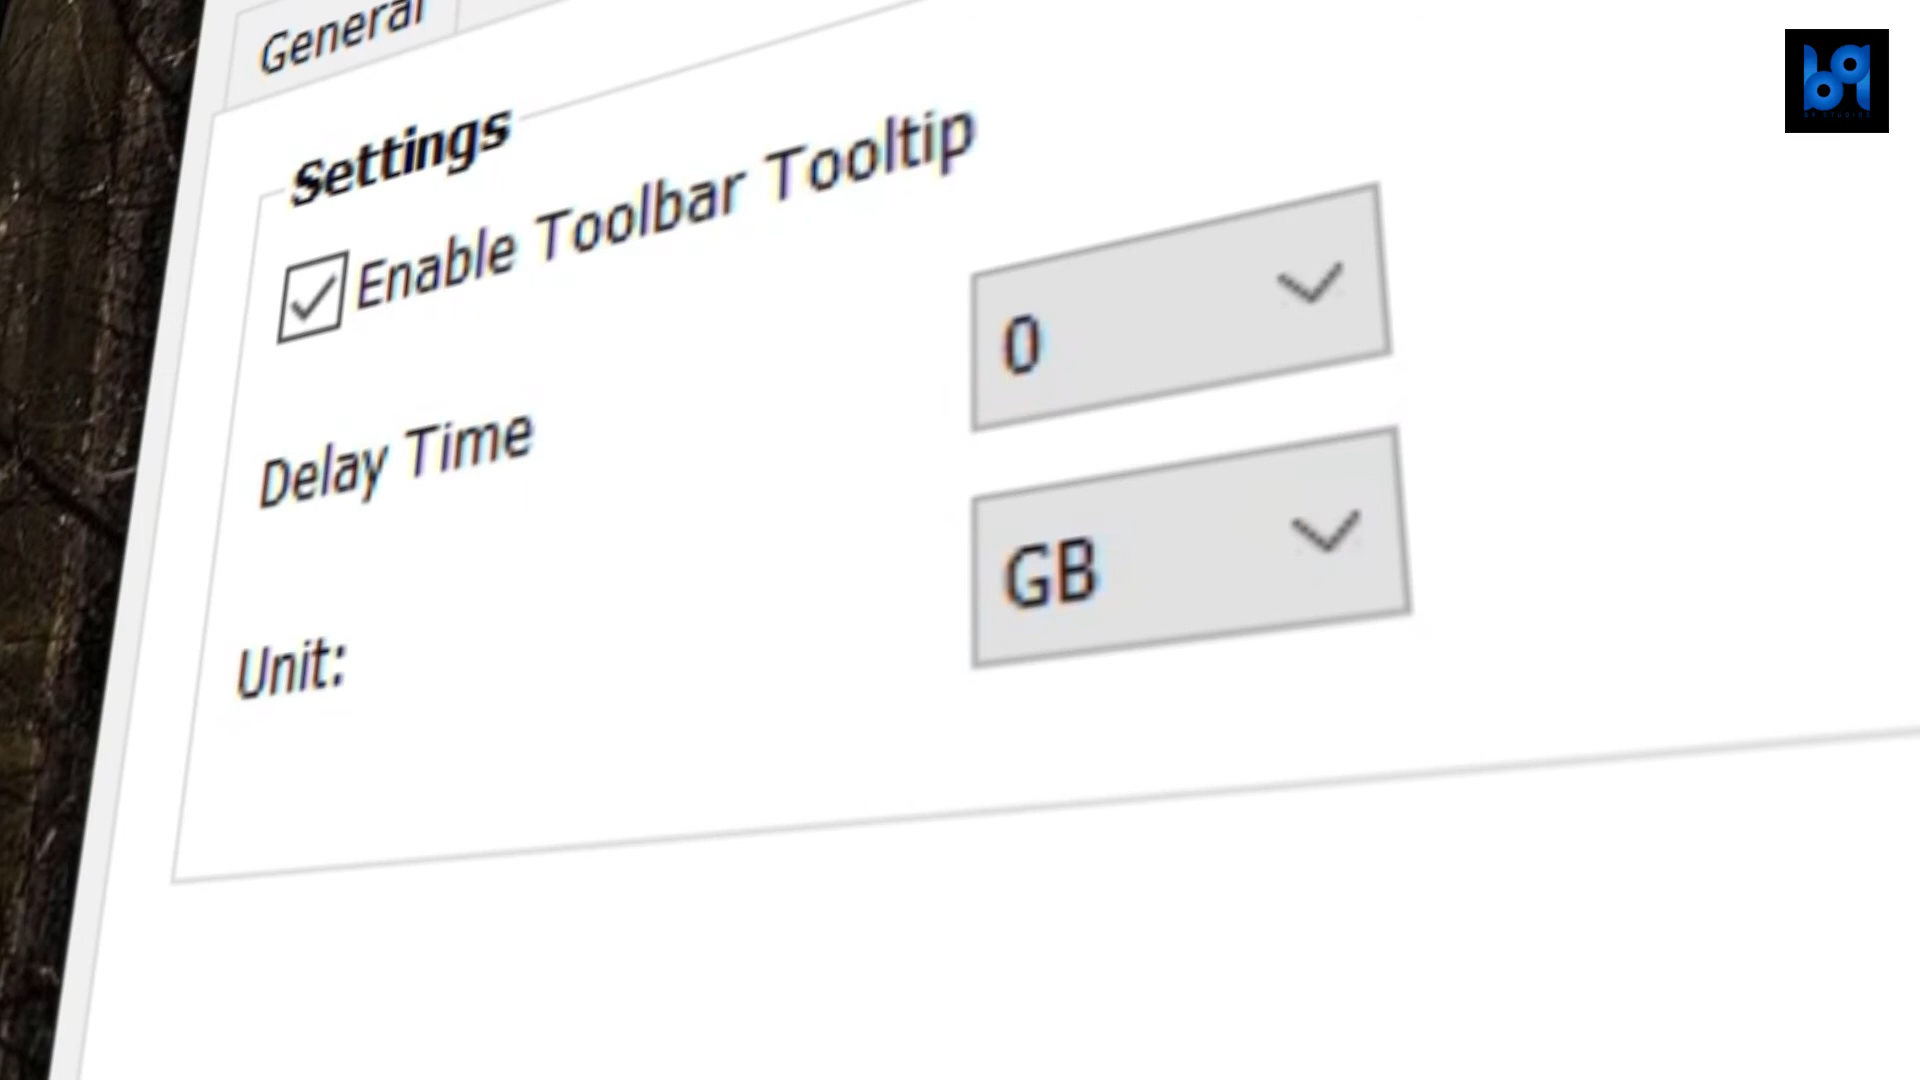 General
Settings
Enable Toolbar Tooltip
Delay Time
0
Unit:
GB